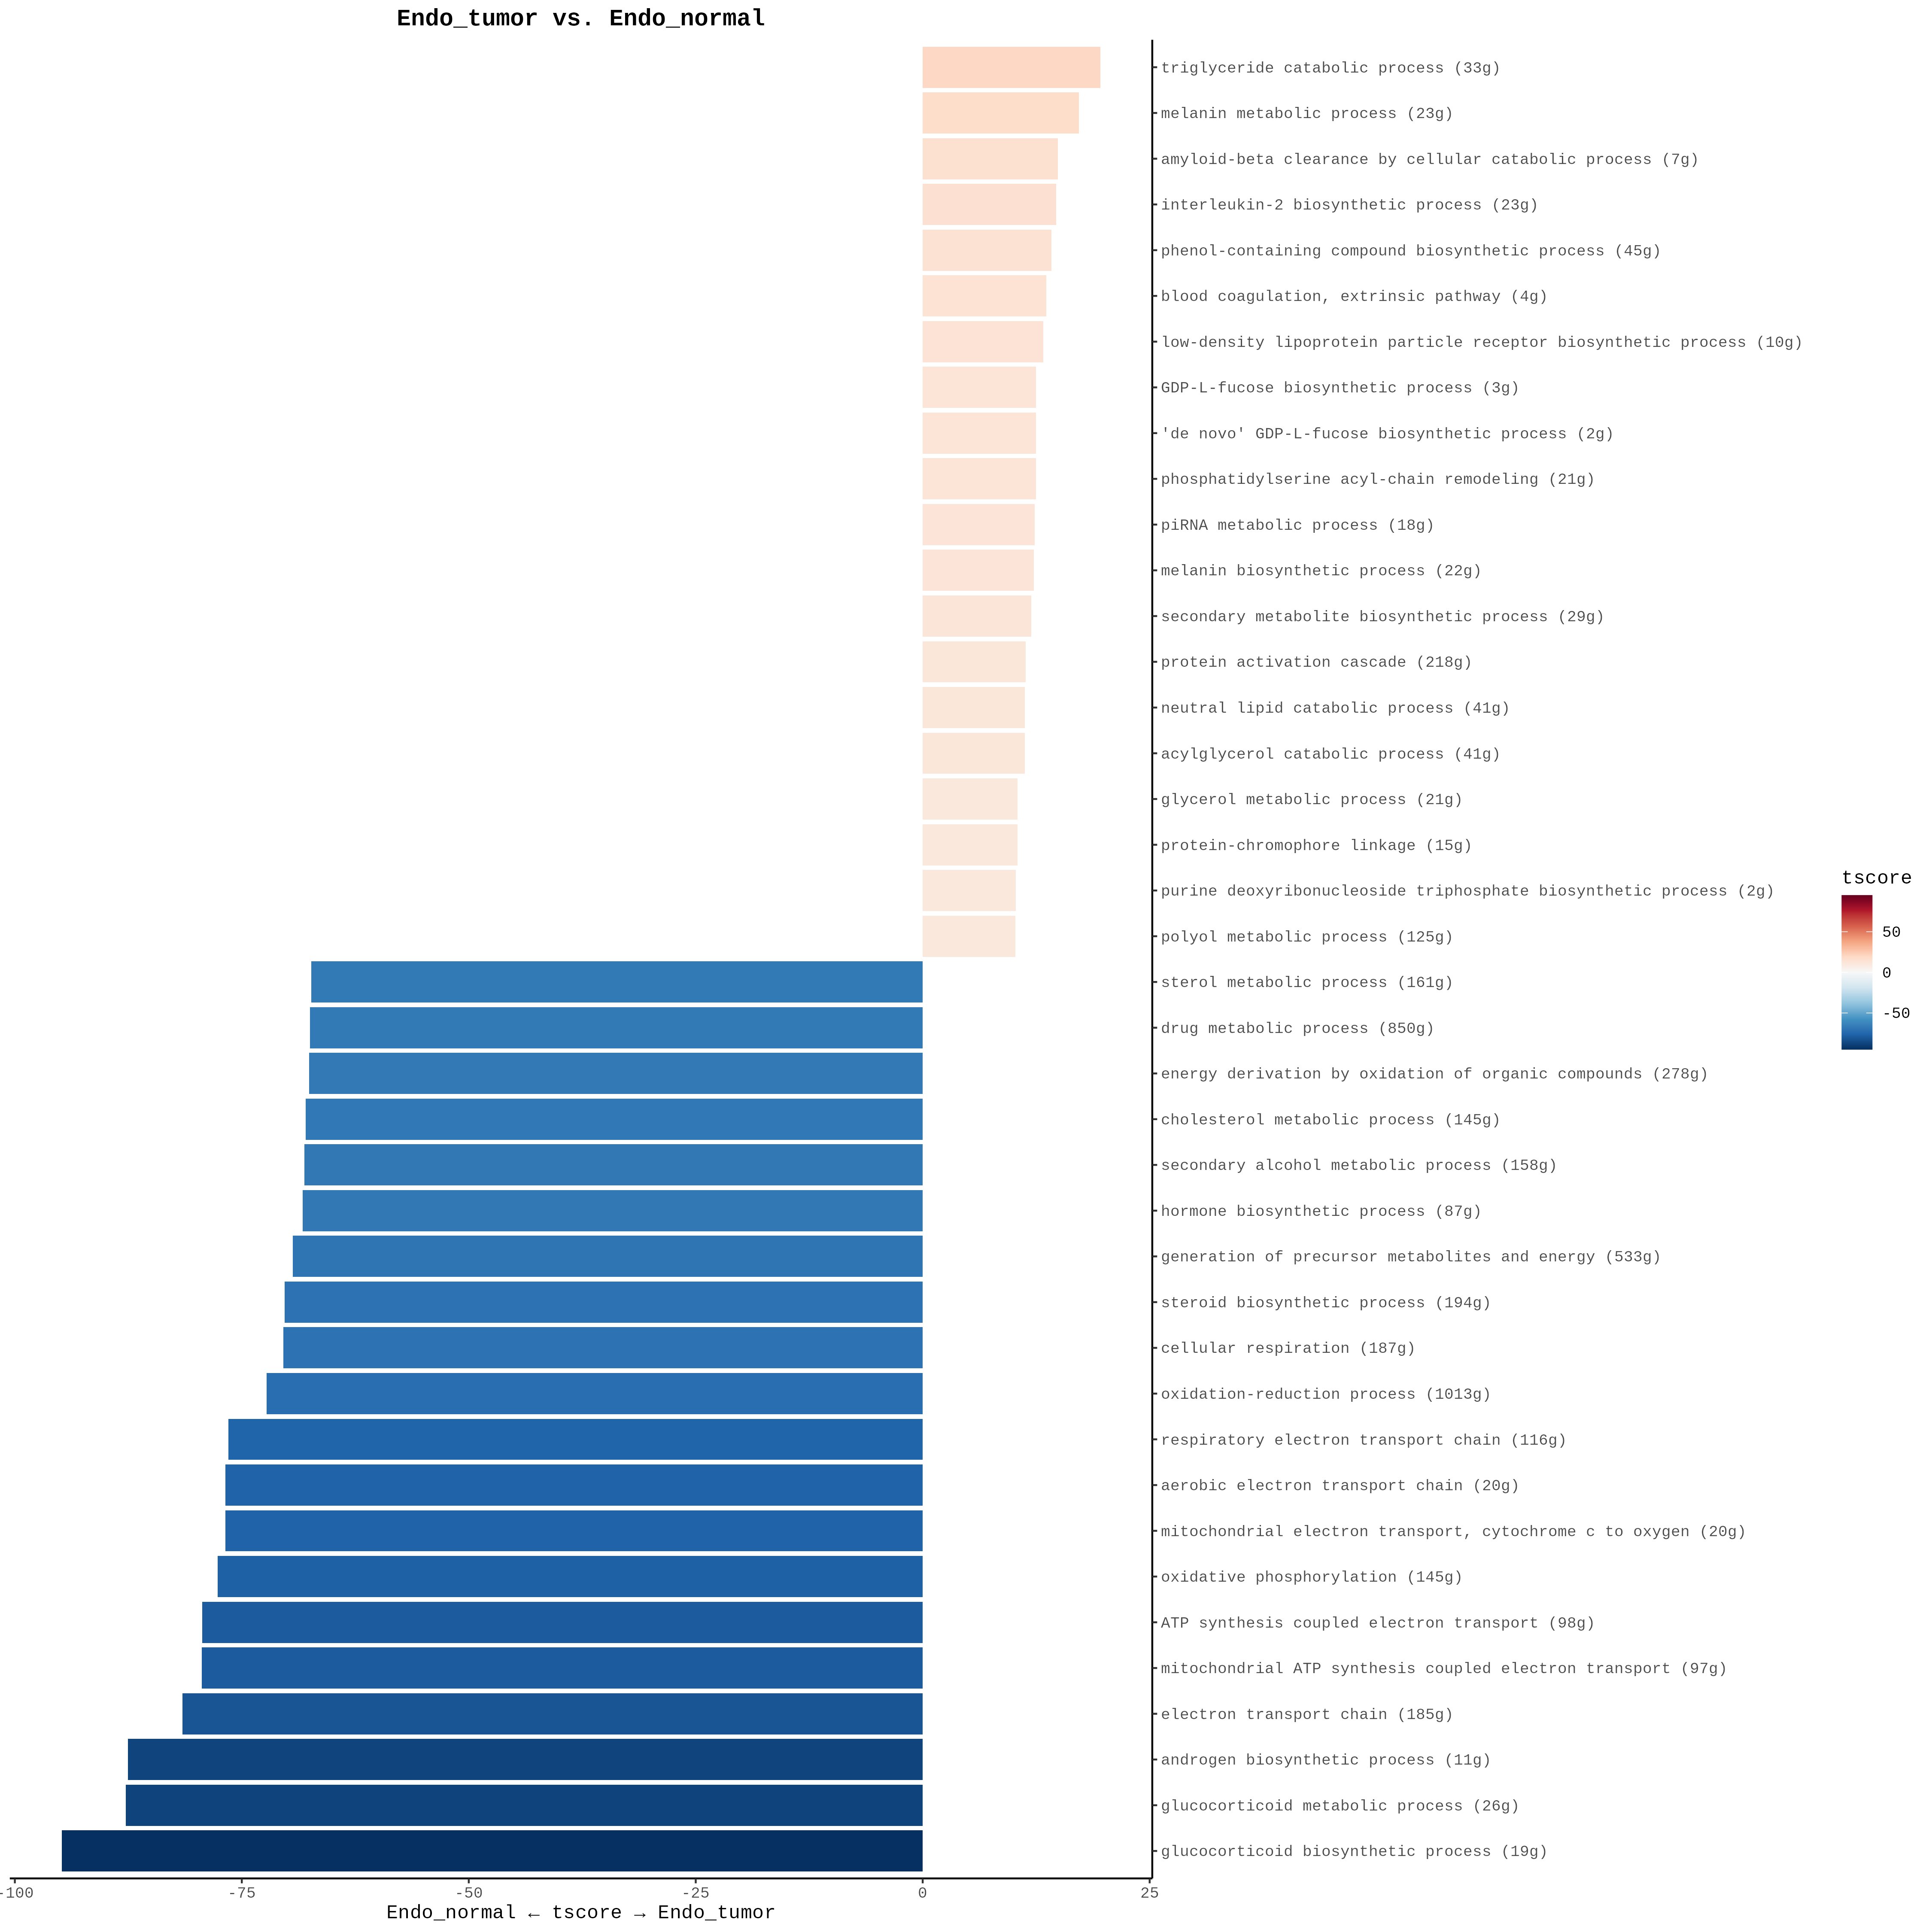 Endo_tumor vs. Endo_normal
triglyceride catabolic process (33g)
melanin metabolic process (23g)
amyloid-beta clearance by cellular catabolic process (7g)
interleukin-2 biosynthetic process (23g)
phenol-containing compound biosynthetic process (45g)
blood coagulation, extrinsic pathway (4g)
low-density lipoprotein particle receptor biosynthetic process (10g)
GDP-L-fucose biosynthetic process (3g)
'de novo' GDP-L-fucose biosynthetic process (2g)
phosphatidylserine acyl-chain remodeling (21g)
piRNA metabolic process (18g)
melanin biosynthetic process (22g)
secondary metabolite biosynthetic process (29g)
protein activation cascade (218g)
neutral lipid catabolic process (41g)
acylglycerol catabolic process (41g)
glycerol metabolic process (21g)
protein-chromophore linkage (15g)
purine deoxyribonucleoside triphosphate biosynthetic process (2g)
polyol metabolic process (125g)
sterol metabolic process (161g)
drug metabolic process (850g)
energy derivation by oxidation of organic compounds (278g)
cholesterol metabolic process (145g)
secondary alcohol metabolic process (158g)
hormone biosynthetic process (87g)
generation of precursor metabolites and energy (533g)
steroid biosynthetic process (194g)
cellular respiration (187g)
oxidation-reduction process (1013g)
respiratory electron transport chain (116g)
aerobic electron transport chain (20g)
mitochondrial electron transport, cytochrome c to oxygen (20g)
oxidative phosphorylation (145g)
ATP synthesis coupled electron transport (98g)
mitochondrial ATP synthesis coupled electron transport (97g)
electron transport chain (185g)
androgen biosynthetic process (11g)
glucocorticoid metabolic process (26g)
glucocorticoid biosynthetic process (19g)
-100 -75 -50 -25 0 25
Endo_normal ← tscore → Endo_tumor
tscore
50
0
-50